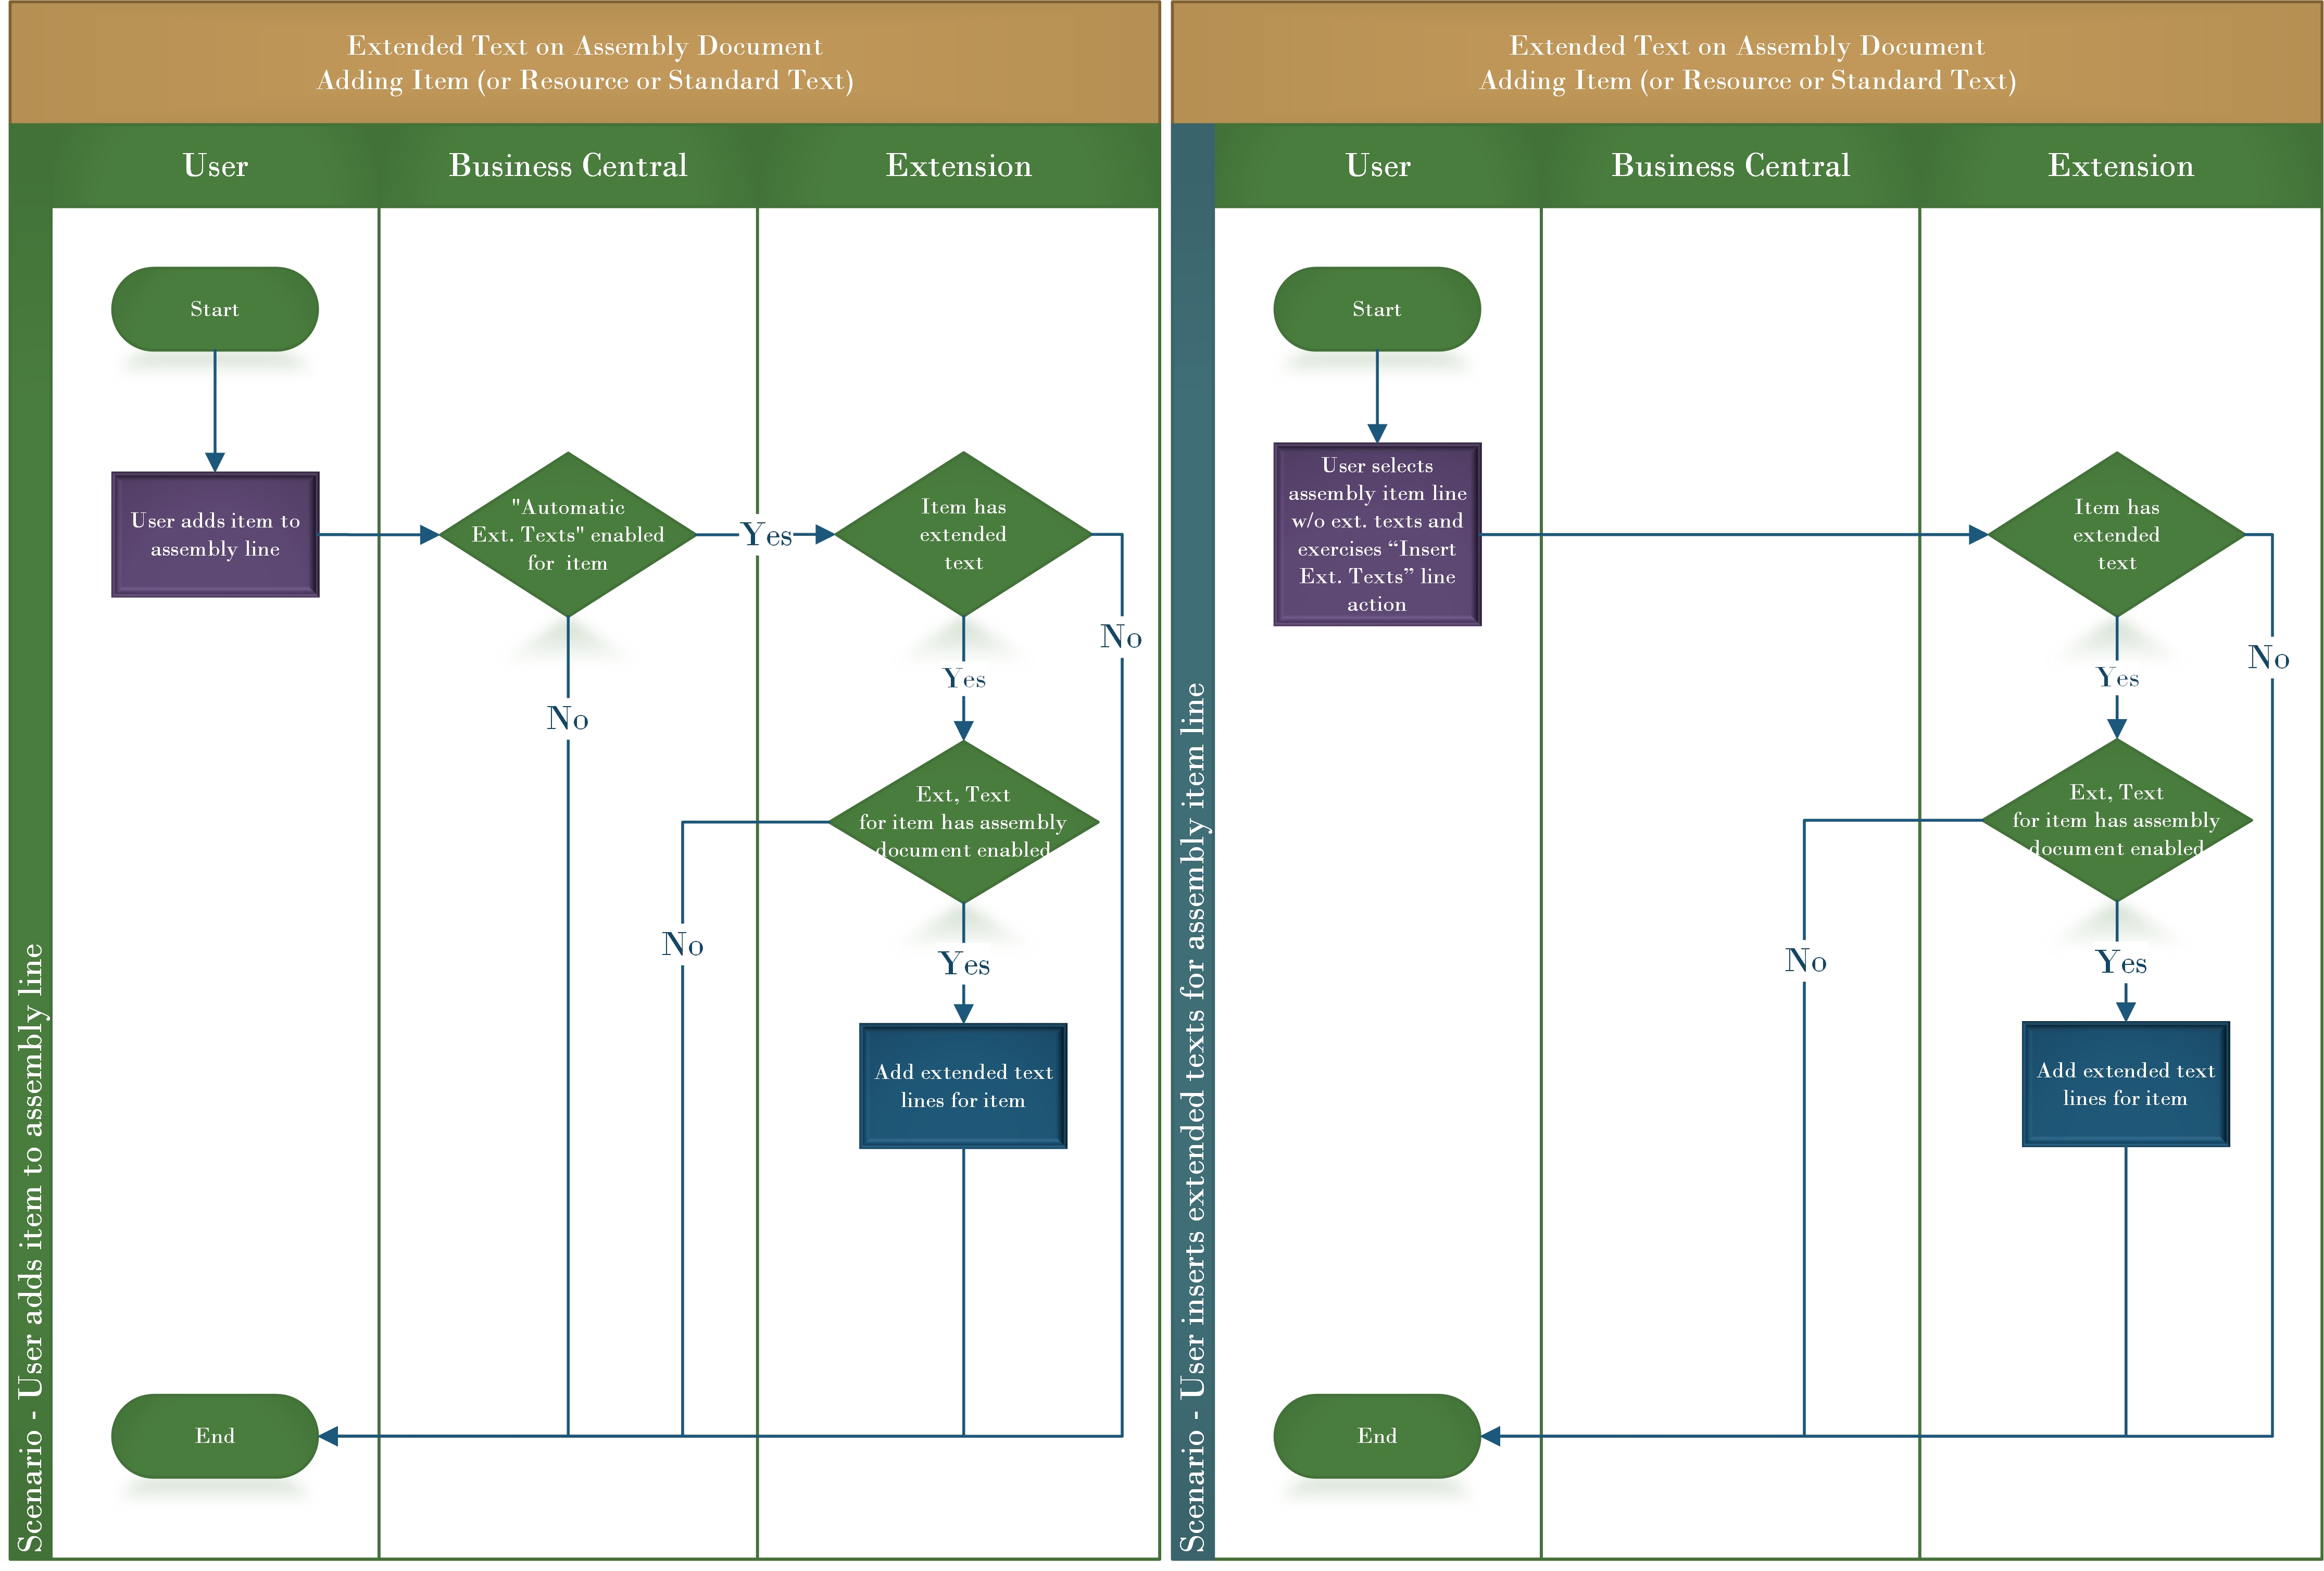 Extended Text on Assembly Document
Adding Item (or Resource or Standard Text)
User
Business Central
Extension
Scenario - User adds item to assembly line
Start
User adds item to
assembly line
"Automatic
Ext. Texts" enabled
for item
Yes
Item has
extended
text
No
No
Yes
Ext, Text
for item has assembly
document enabled
No
Yes
Add extended text
lines for item
End
Extended Text on Assembly Document
Adding Item (or Resource or Standard Text)
User
Business Central
Extension
Scenario - User inserts extended texts for assembly item line
Start
User selects
assembly item line
w/o ext. texts and
exercises “Insert
Ext. Texts” line
action
Item has
extended
text
No
Yes
Ext, Text
for item has assembly
document enabled
No
Yes
Add extended text
lines for item
End